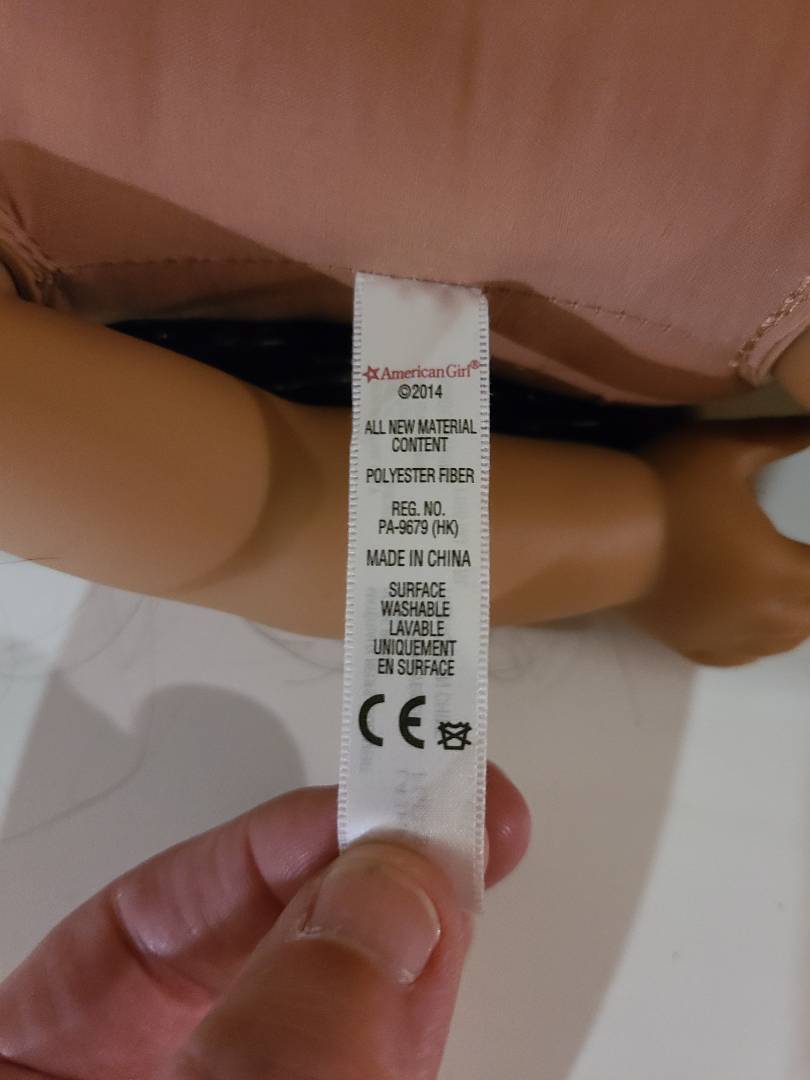 American Girl®
©2014
ALL NEW MATERIAL
CONTENT
POLYESTER FIBER
REG. NO.
PA-9679 (HK)
MADE IN CHINA
SURFACE
WASHABLE
LAVABLE
UNIQUEMENT
EN SURFACE
CE